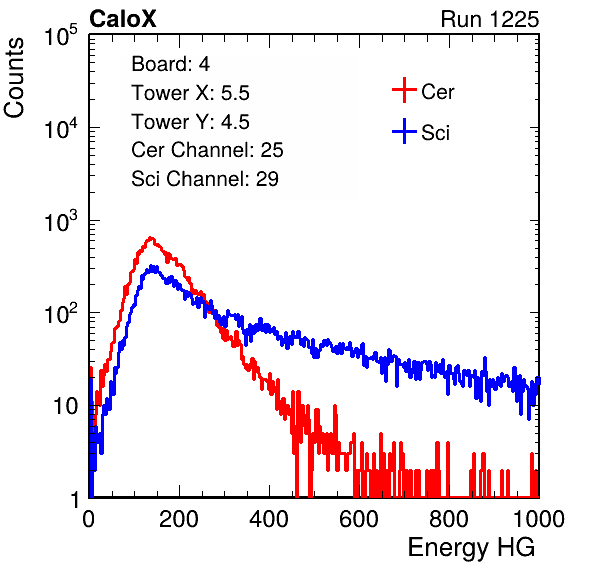 CaloX Run 1225
10^5
Counts
Board: 4
Tower X: 5.5
Tower Y: 4.5
Cer Channel: 25
Sci Channel: 29
Cer
Sci
10^4
10^3
10^2
10
1
0 200 400 600 800 1000
Energy HG